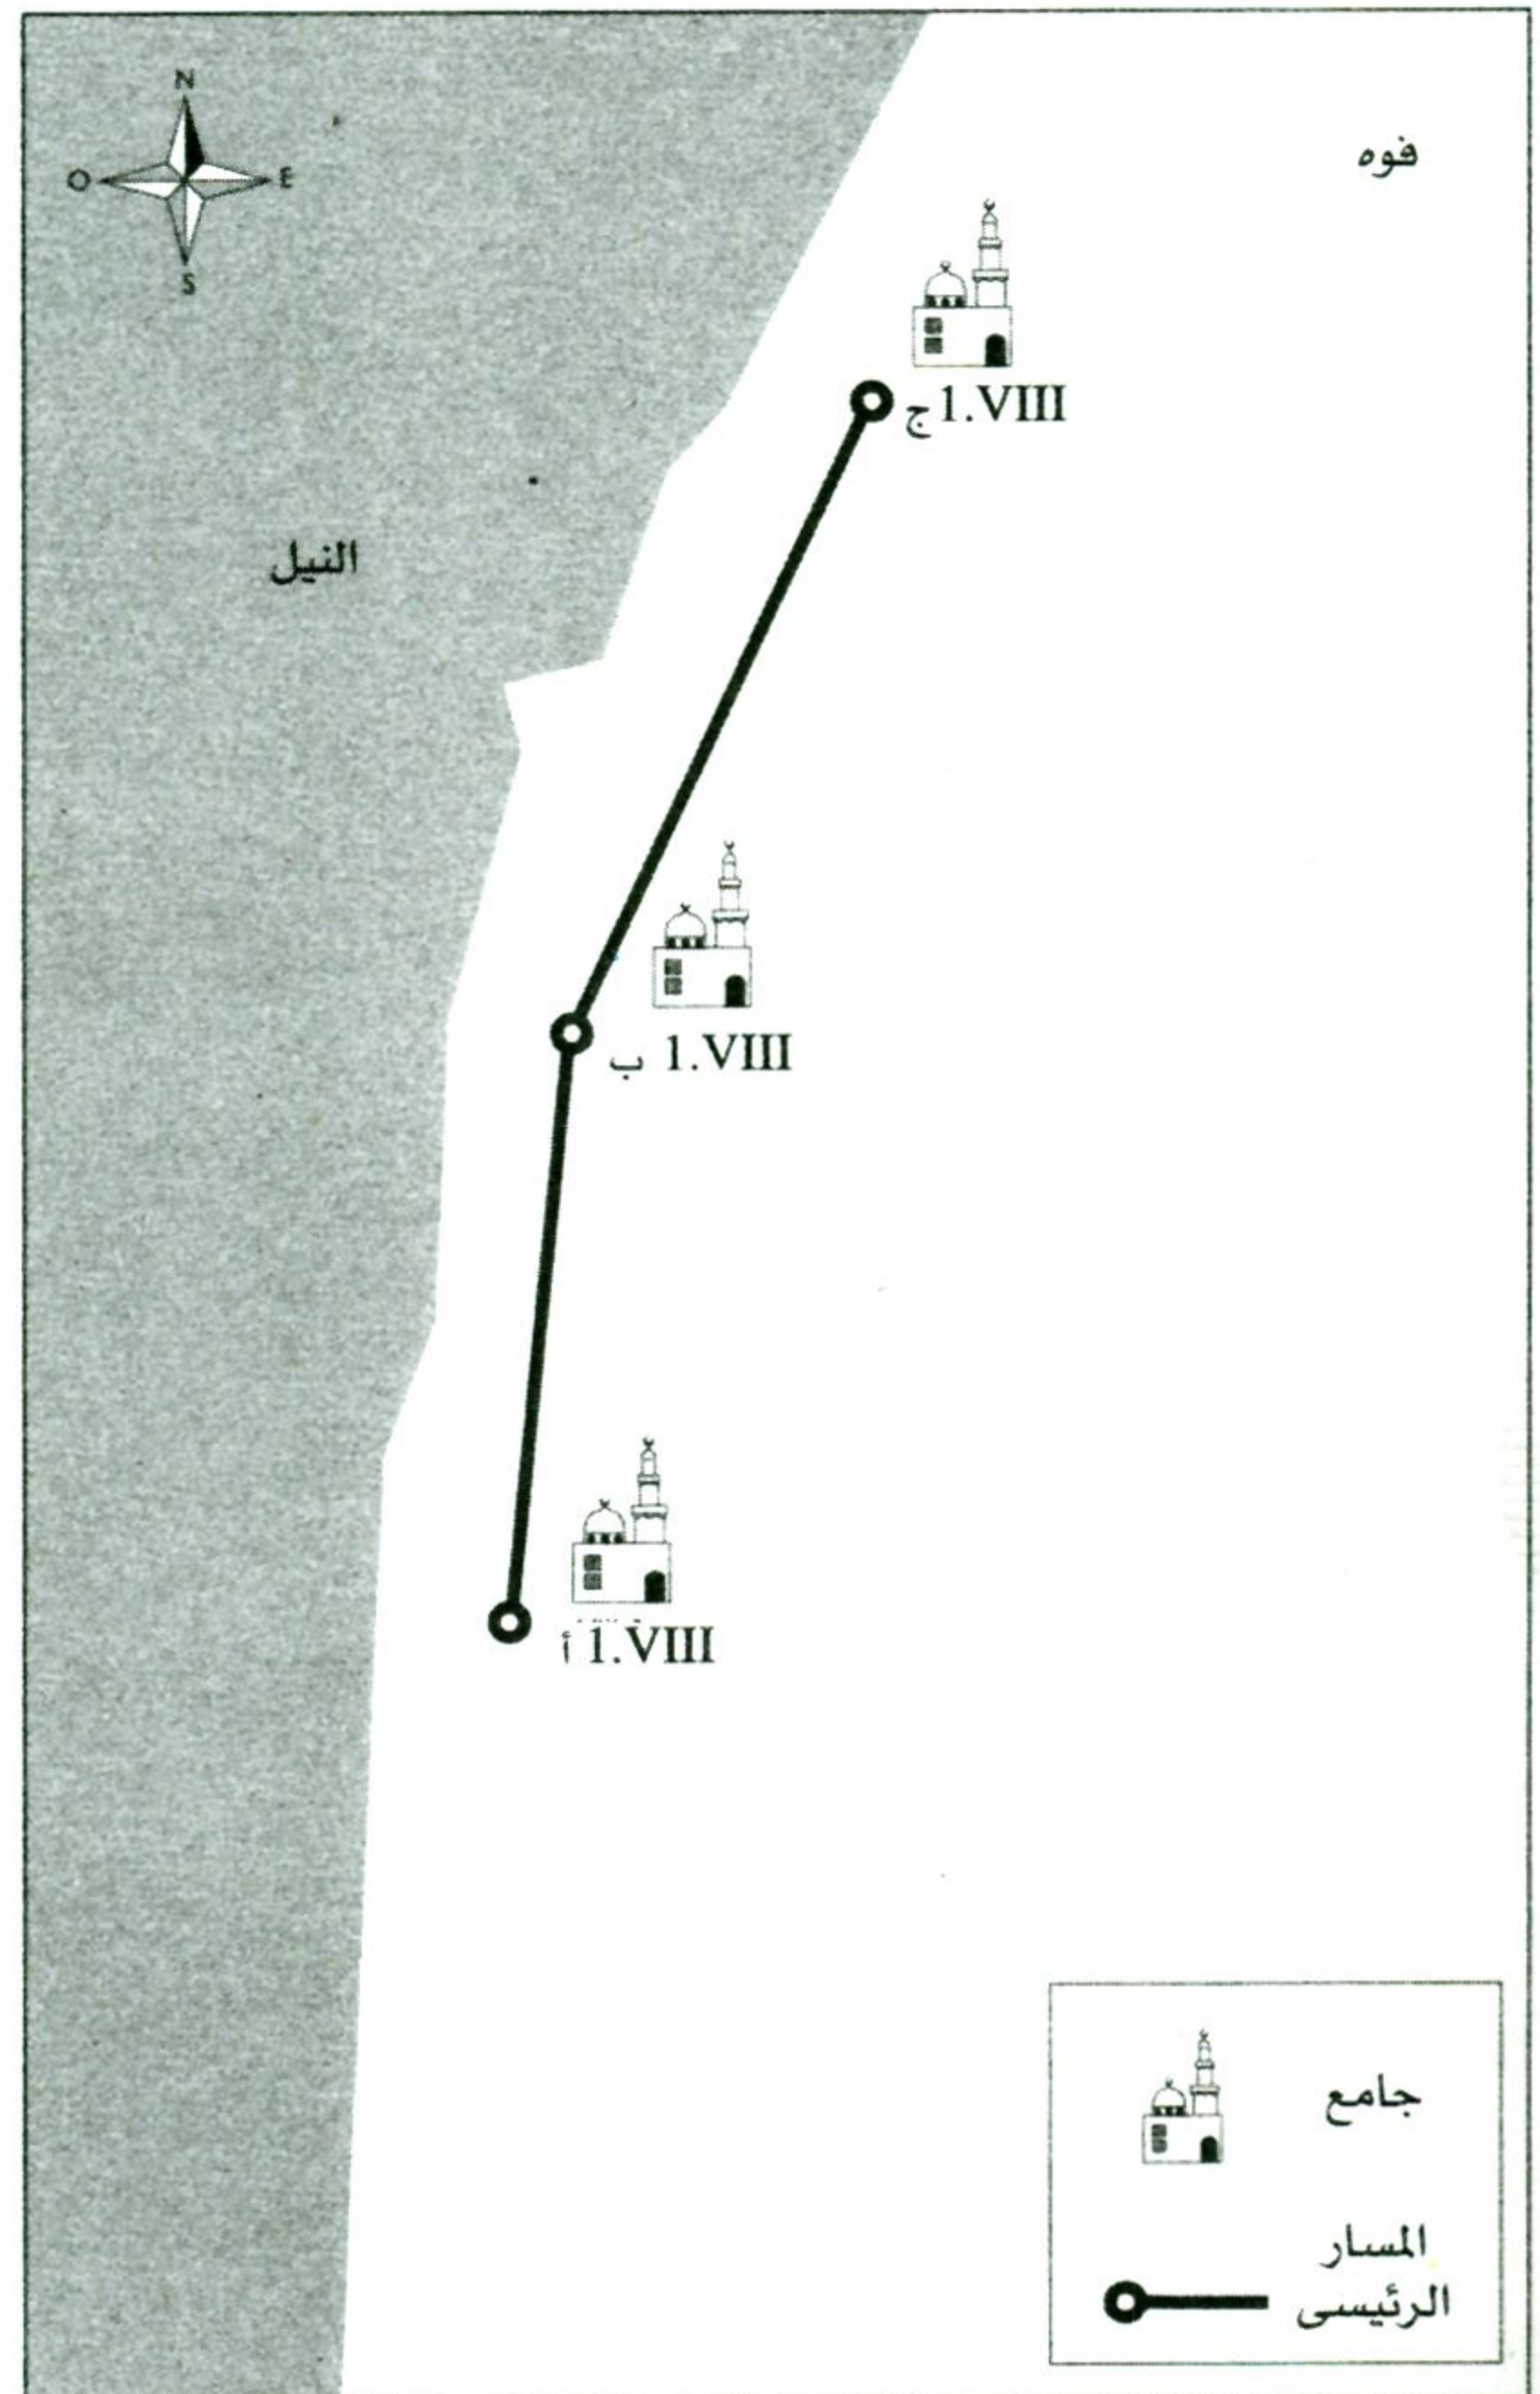 N
فوه
O
E
S
1.VIII ج
النيل
1.VIII ب
1.VIII أ
جامع
المسار
الرئيسى